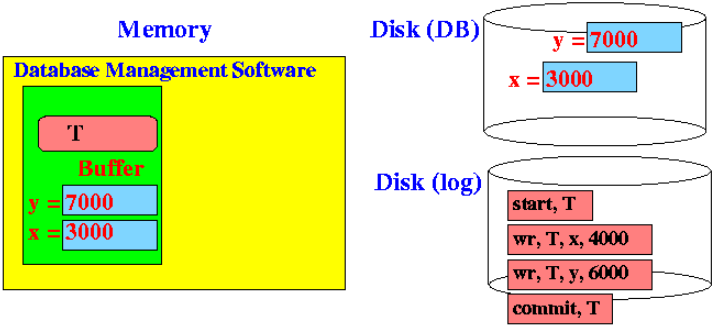 Memory
Database Management Software
T
Buffer
y = 7000
x = 3000
Disk (DB)
y = 7000
x = 3000
Disk (log)
start, T
wr, T, x, 4000
wr, T, y, 6000
commit, T